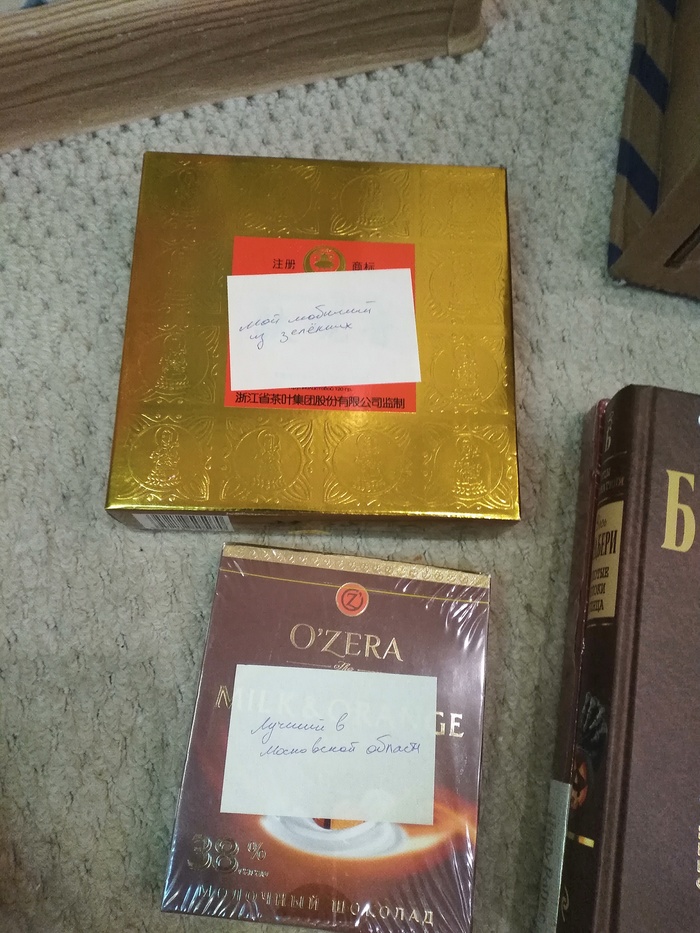 注册 商标
мой любимый
из зелёных
浙江省茶叶集团股份有限公司监制
O'ZERA
The
MILK & ORANGE
Лучший в
Московской области
38%
МОЛОЧНЫЙ ШОКОЛАД
Б